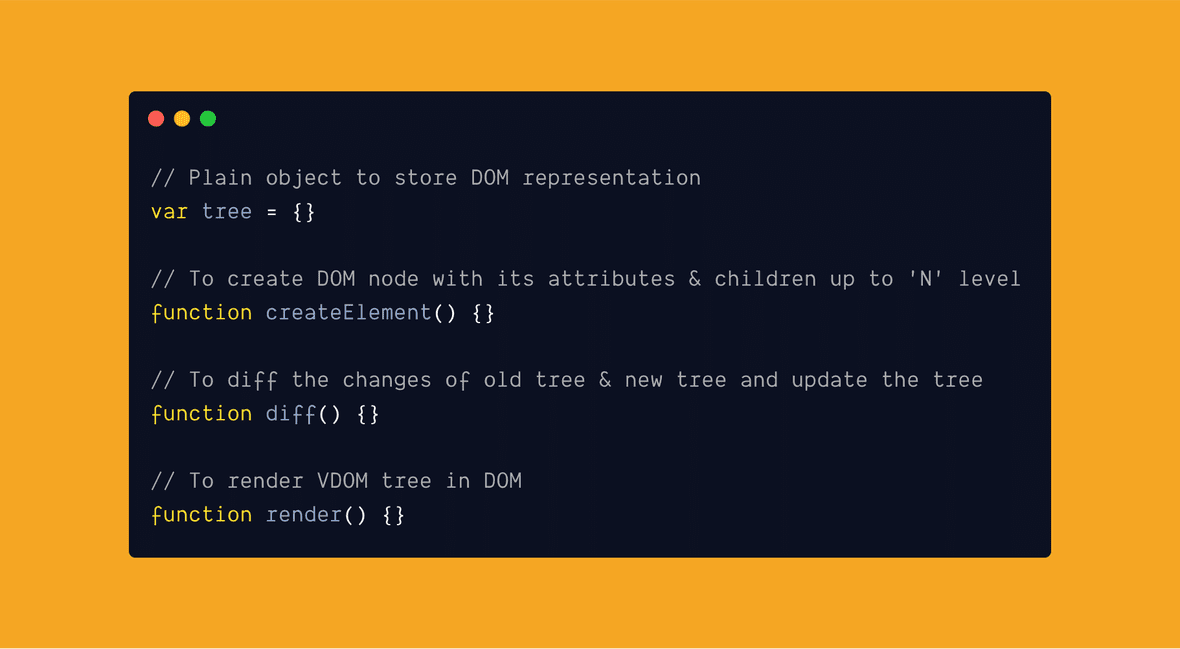 // Plain object to store DOM representation
var tree = {}
// To create DOM node with its attributes & children up to 'N' level
function createElement() {}
// To diff the changes of old tree & new tree and update the tree
function diff() {}
// To render VDOM tree in DOM
function render() {}